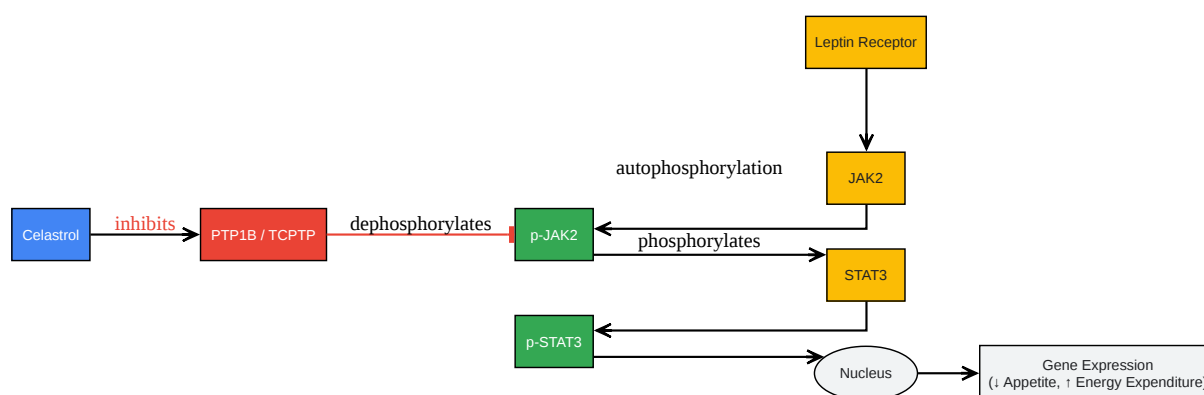 Leptin Receptor
autophosphorylation
JAK2
Celastrol
inhibits
PTP1B / TCPTP
dephosphorylates
p-JAK2
phosphorylates
STAT3
p-STAT3
Nucleus
Gene Expression
(↓ Appetite, ↑ Energy Expenditure)